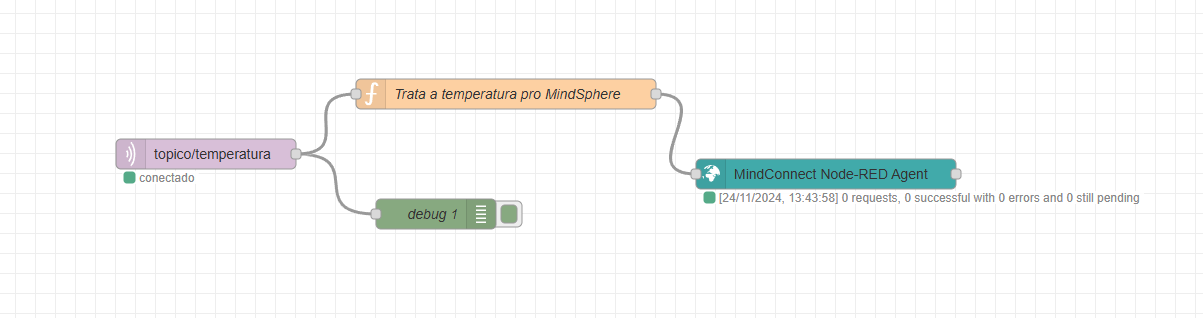 Trata a temperatura pro MindSphere
topico/temperatura
conectado
MindConnect Node-RED Agent
[24/11/2024, 13:43:58] 0 requests, 0 successful with 0 errors and 0 still pending
debug 1